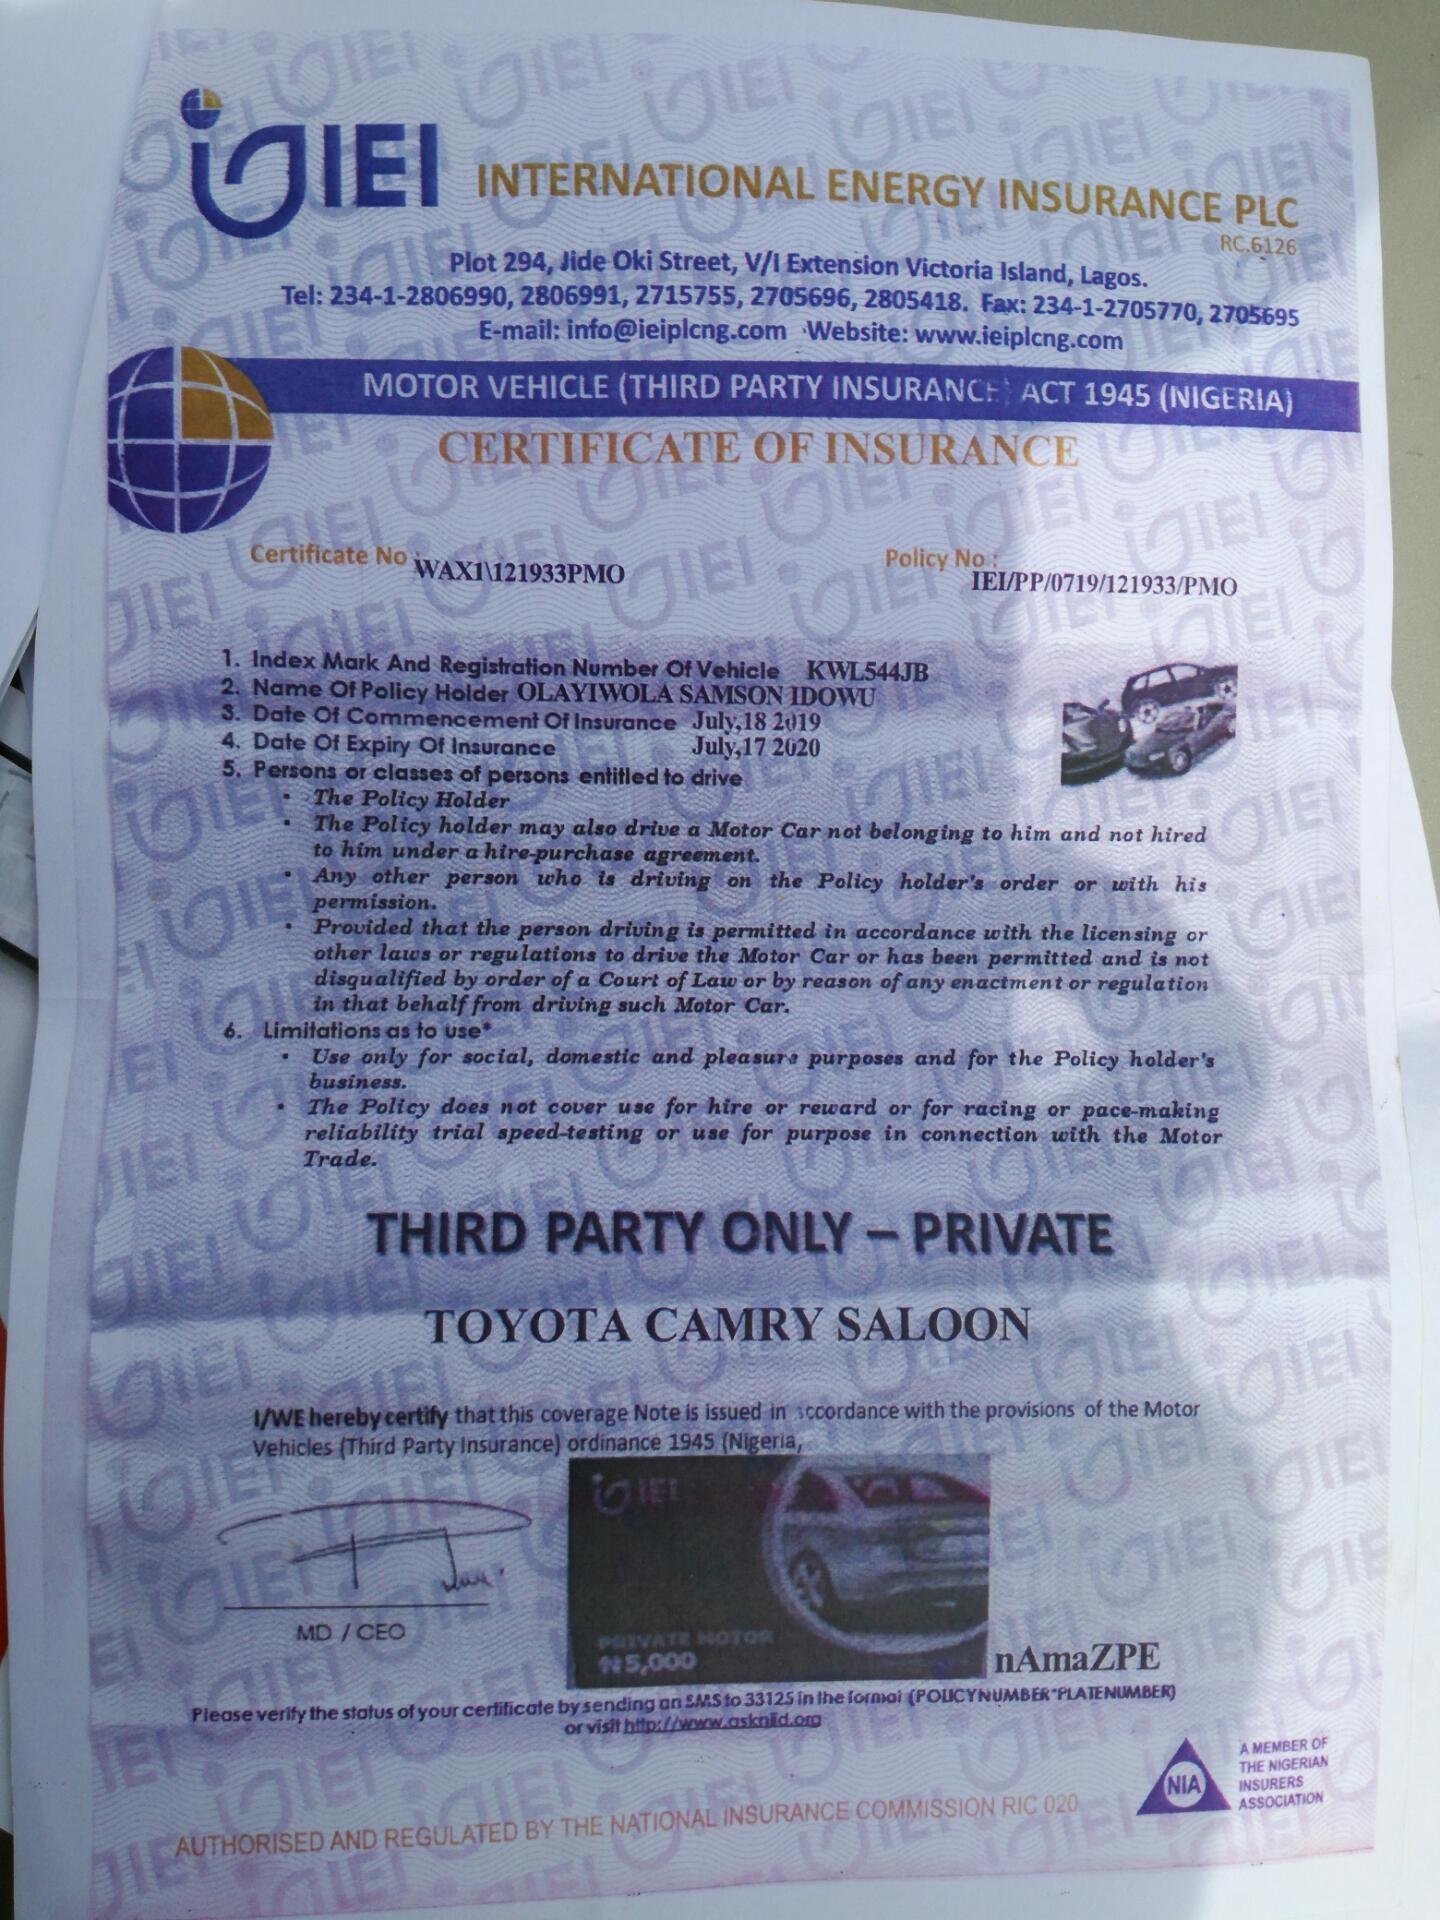 iEI INTERNATIONAL ENERGY INSURANCE PLC
RC.6126
Plot 294, Jide Oki Street, V/I Extension Victoria Island, Lagos.
Tel: 234-1-2806990, 2806991, 2715755, 2705696, 2805418. Fax: 234-1-2705770, 2705695
E-mail: info@ieiplcng.com Website: www.ieiplcng.com
MOTOR VEHICLE (THIRD PARTY INSURANCE) ACT 1945 (NIGERIA)
CERTIFICATE OF INSURANCE
Certificate No : WAX1\121933PMO
Policy No : IEI/PP/0719/121933/PMO
1. Index Mark And Registration Number Of Vehicle KWL544JB
2. Name Of Policy Holder OLAYIWOLA SAMSON IDOWU
3. Date Of Commencement Of Insurance July,18 2019
4. Date Of Expiry Of Insurance July,17 2020
5. Persons or classes of persons entitled to drive
• The Policy Holder
• The Policy holder may also drive a Motor Car not belonging to him and not hired
to him under a hire-purchase agreement.
• Any other person who is driving on the Policy holder's order or with his
permission.
• Provided that the person driving is permitted in accordance with the licensing or
other laws or regulations to drive the Motor Car or has been permitted and is not
disqualified by order of a Court of Law or by reason of any enactment or regulation
in that behalf from driving such Motor Car.
6. Limitations as to use*
• Use only for social, domestic and pleasure purposes and for the Policy holder's
business.
• The Policy does not cover use for hire or reward or for racing or pace-making
reliability trial speed-testing or use for purpose in connection with the Motor
Trade.
THIRD PARTY ONLY – PRIVATE
TOYOTA CAMRY SALOON
I/WE hereby certify that this coverage Note is issued in accordance with the provisions of the Motor
Vehicles (Third Party Insurance) ordinance 1945 (Nigeria,
iEI
PRIVATE MOTOR
₦5,000
MD / CEO
nAmaZPE
Please verify the status of your certificate by sending an SMS to 33125 in the format (POLICYNUMBER*PLATENUMBER)
or visit http://www.askniid.org
NIA
A MEMBER OF
THE NIGERIAN
INSURERS
ASSOCIATION
AUTHORISED AND REGULATED BY THE NATIONAL INSURANCE COMMISSION RIC 020